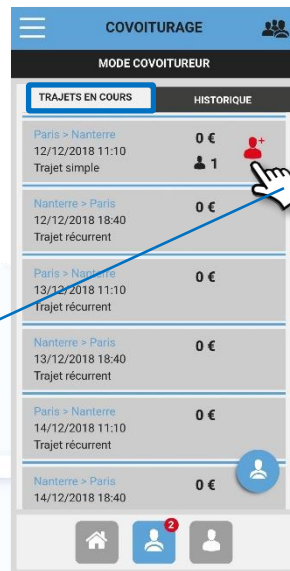 COVOITURAGE
MODE COVOITUREUR
TRAJETS EN COURS
HISTORIQUE
Paris > Nanterre
0 €
12/12/2018 11:10
1
Trajet simple
Nanterre > Paris
0 €
12/12/2018 18:40
Trajet récurrent
Paris > Nanterre
0 €
13/12/2018 11:10
Trajet récurrent
Nanterre > Paris
0 €
13/12/2018 18:40
Trajet récurrent
Paris > Nanterre
0 €
14/12/2018 11:10
Trajet récurrent
Nanterre > Paris
0 €
14/12/2018 18:40
2